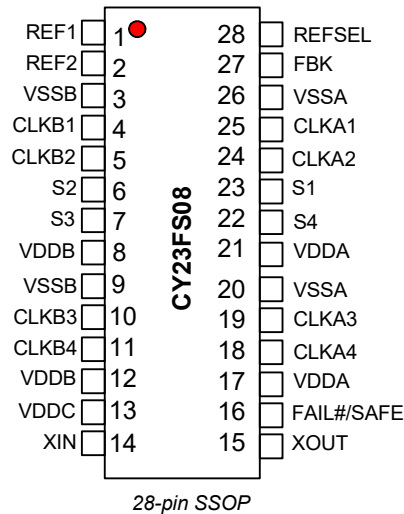 REF1 1 28 REFSEL
REF2 2 27 FBK
VSSB 3 26 VSSA
CLKB1 4 25 CLKA1
CLKB2 5 24 CLKA2
S2 6 23 S1
S3 7 22 S4
VDDB 8 21 VDDA
VSSB 9 20 VSSA
CLKB3 10 19 CLKA3
CLKB4 11 18 CLKA4
VDDB 12 17 VDDA
VDDC 13 16 FAIL#/SAFE
XIN 14 15 XOUT
CY23FS08
28-pin SSOP